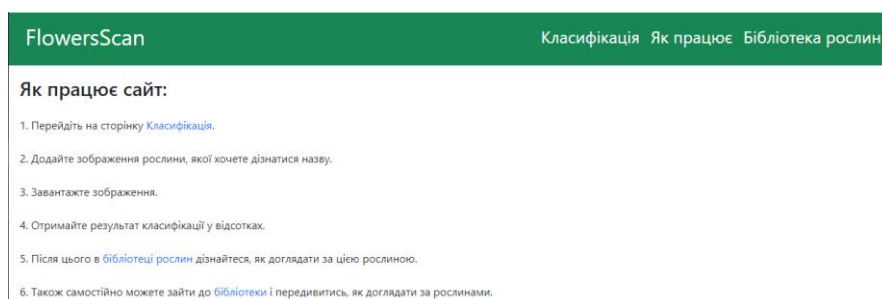 FlowersScan
Класифікація Як працює Бібліотека рослин
Як працює сайт:
1. Перейдіть на сторінку Класифікація.
2. Додайте зображення рослини, якої хочете дізнатися назву.
3. Завантажте зображення.
4. Отримайте результат класифікації у відсотках.
5. Після цього в бібліотеці рослин дізнайтеся, як доглядати за цією рослиною.
6. Також самостійно можете зайти до бібліотеки і передивитись, як доглядати за рослинами.